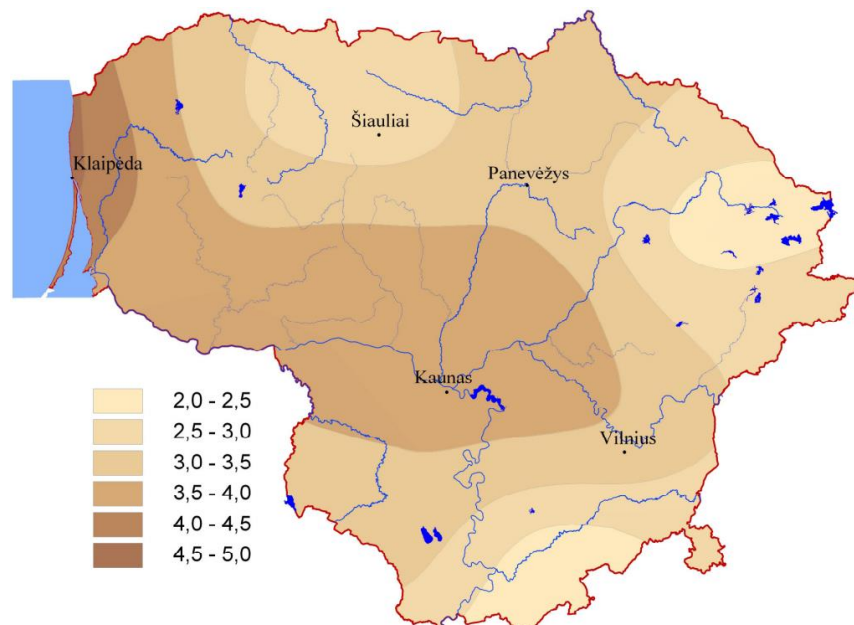 Šiauliai
Klaipėda
Panevėžys
Kaunas
Vilnius
2,0 - 2,5
2,5 - 3,0
3,0 - 3,5
3,5 - 4,0
4,0 - 4,5
4,5 - 5,0